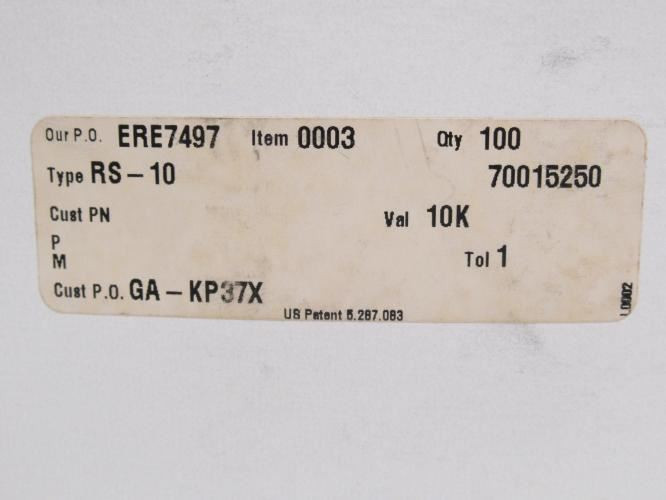 Our P.O. ERE7497 Item 0003 Qty 100
Type RS-10 70015250
Cust PN Val 10K
P
M Tol 1
Cust P.O. GA-KP37X
US Patent 5.287.083
L0002